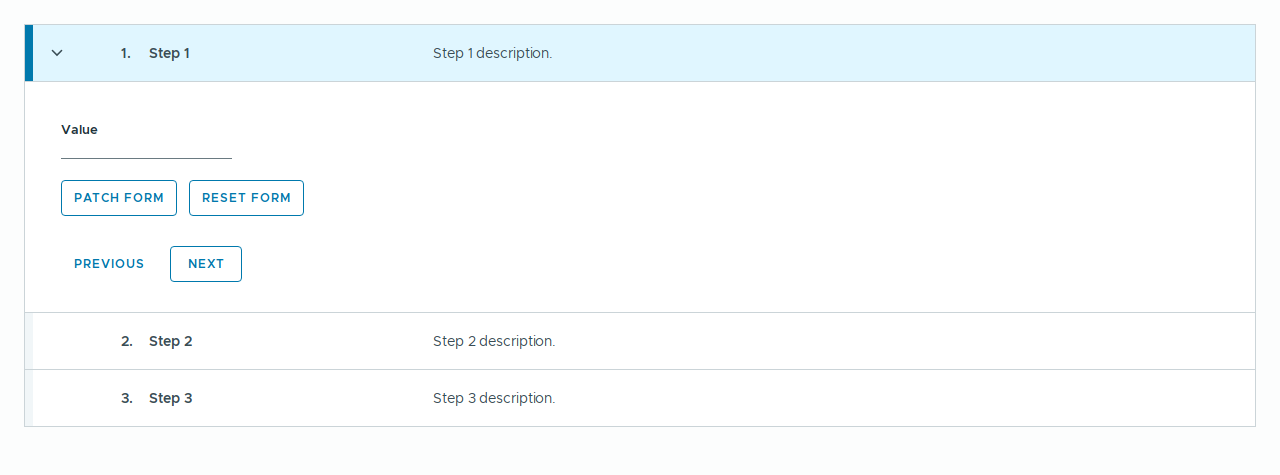 1. Step 1 Step 1 description.
Value
PATCH FORM RESET FORM
PREVIOUS NEXT
2. Step 2 Step 2 description.
3. Step 3 Step 3 description.